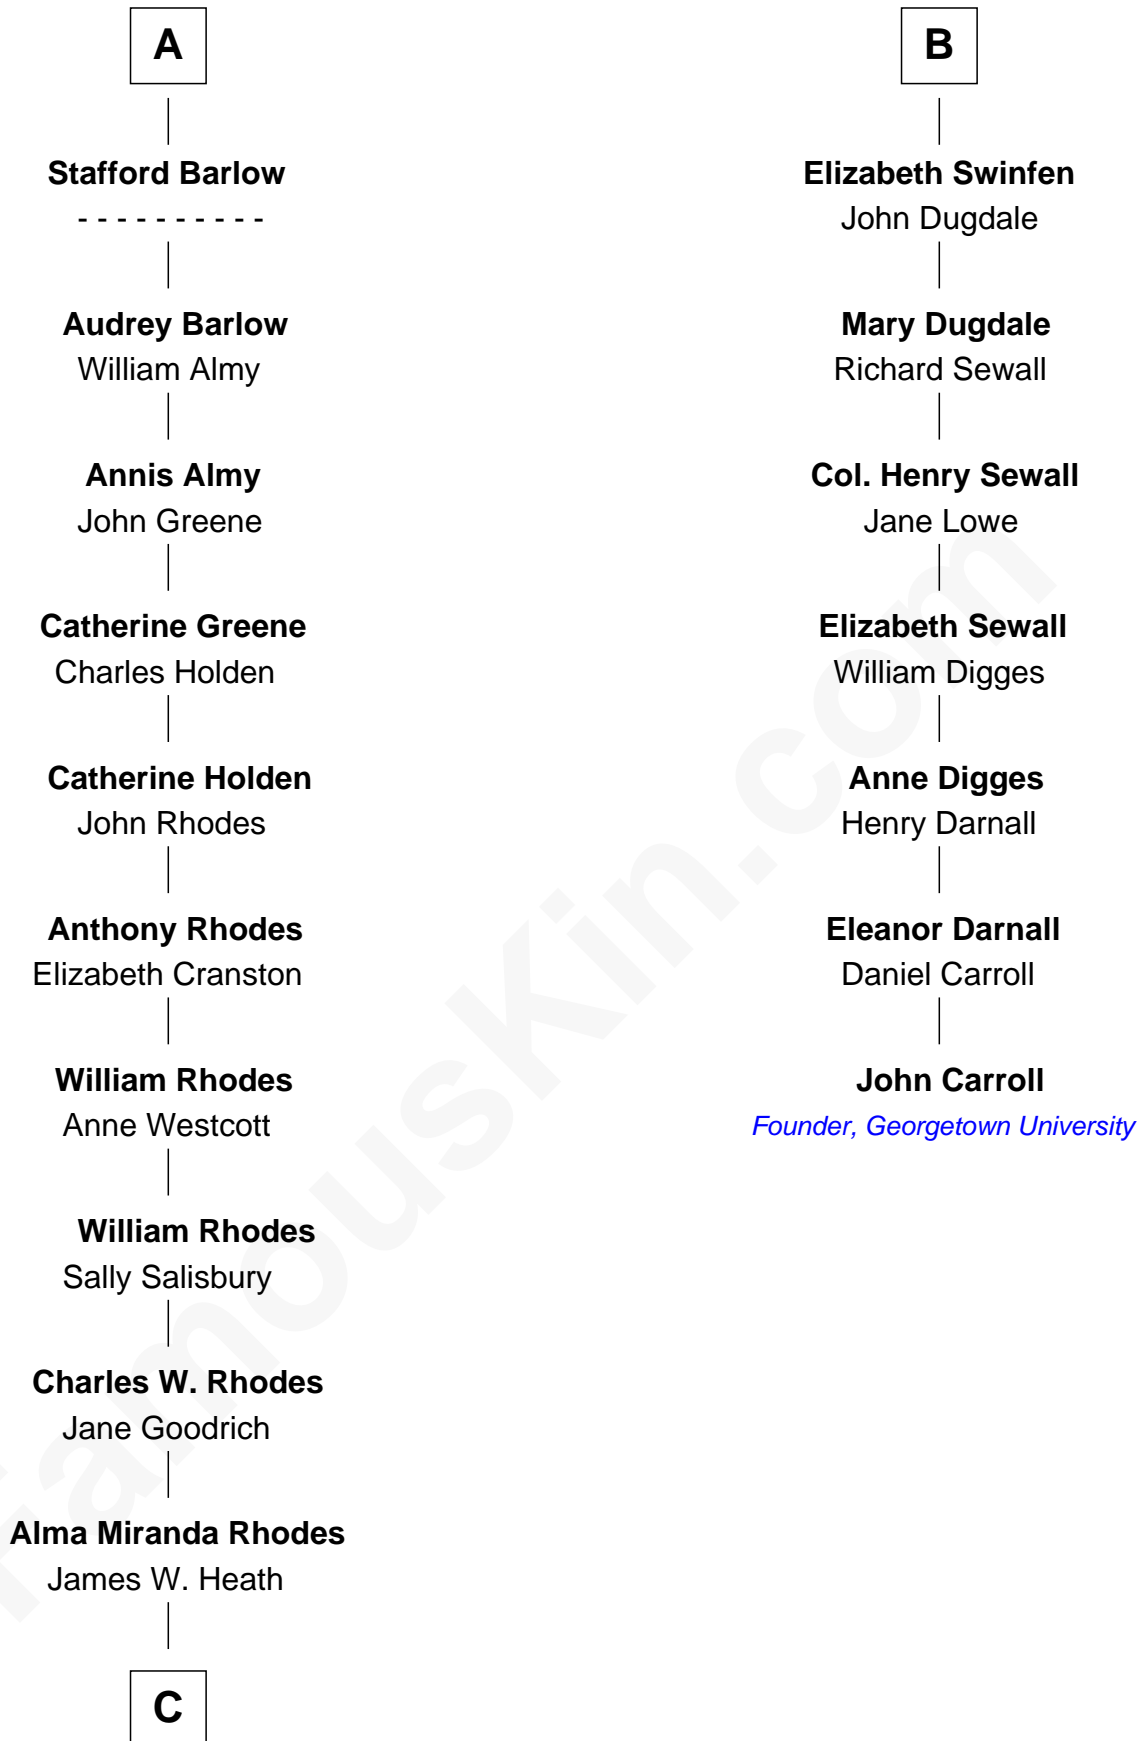 A
Stafford Barlow
- - - - - - - - - -
Audrey Barlow
William Almy
Annis Almy
John Greene
Catherine Greene
Charles Holden
Catherine Holden
John Rhodes
Anthony Rhodes
Elizabeth Cranston
William Rhodes
Anne Westcott
William Rhodes
Sally Salisbury
Charles W. Rhodes
Jane Goodrich
Alma Miranda Rhodes
James W. Heath
C
B
Elizabeth Swinfen
John Dugdale
Mary Dugdale
Richard Sewall
Col. Henry Sewall
Jane Lowe
Elizabeth Sewall
William Digges
Anne Digges
Henry Darnall
Eleanor Darnall
Daniel Carroll
John Carroll
Founder, Georgetown University
FamousKin.com